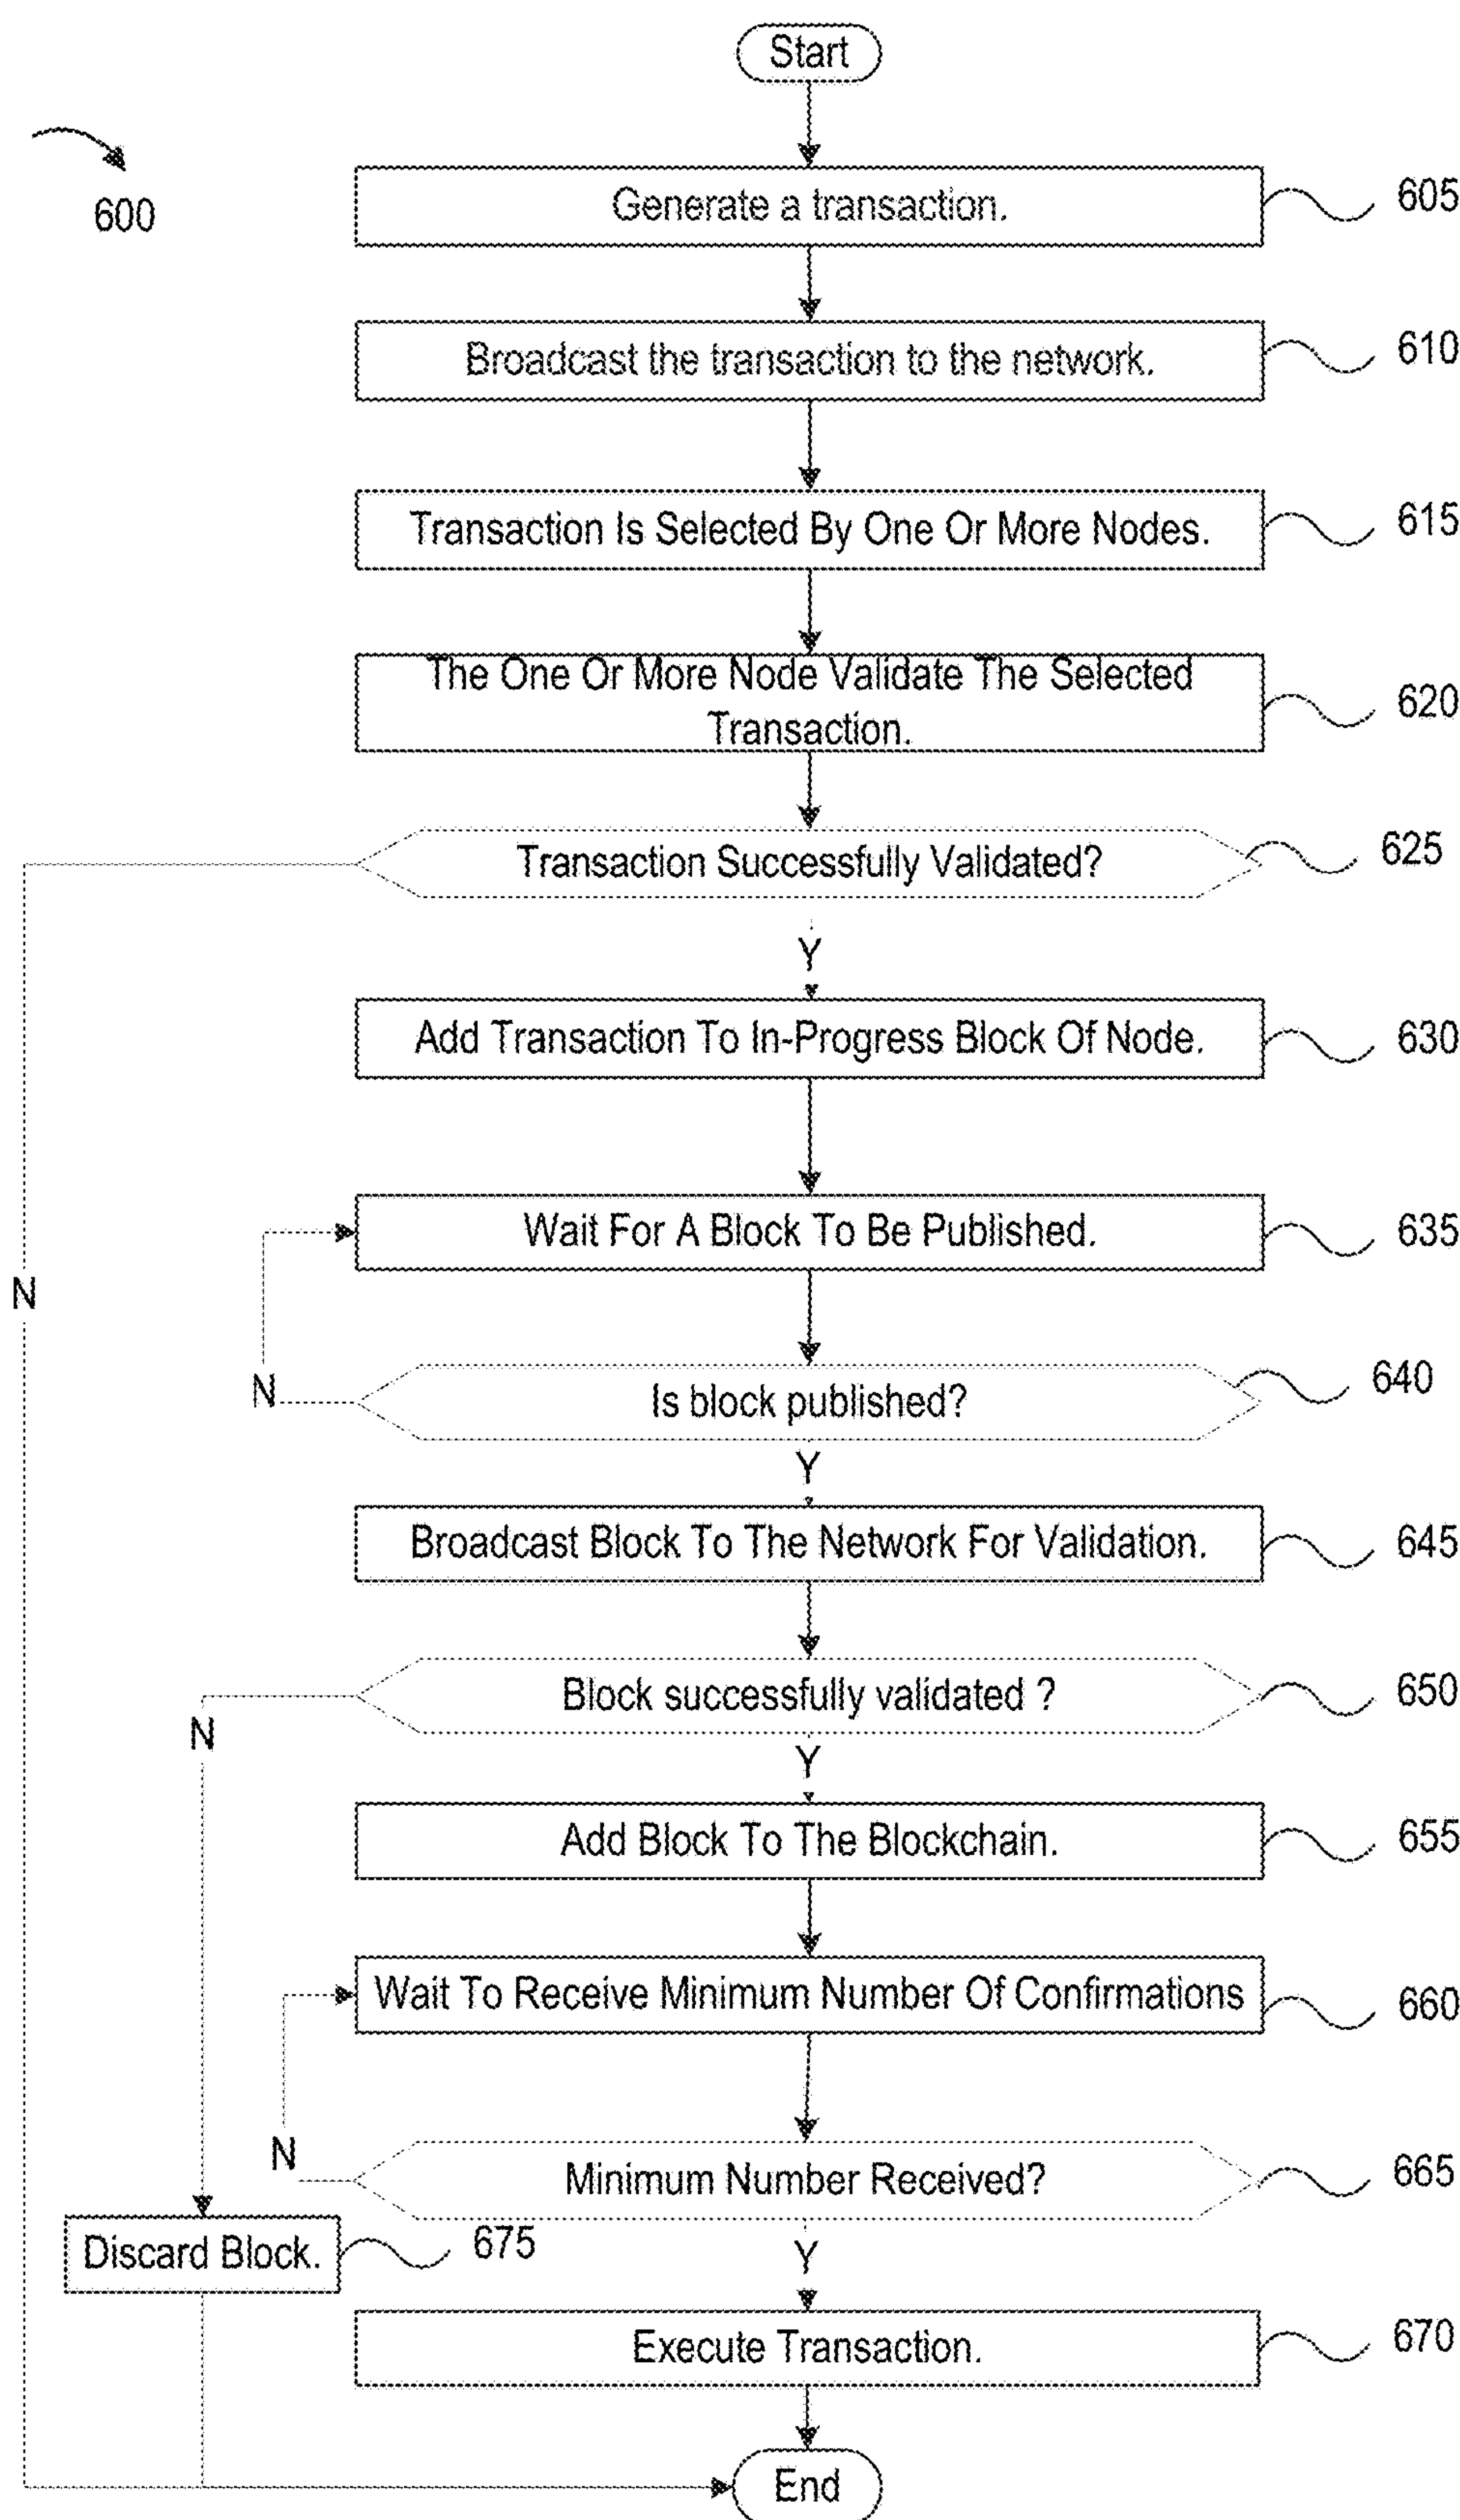 Start
600
Generate a transaction.
605
Broadcast the transaction to the network.
610
Transaction Is Selected By One Or More Nodes.
615
The One Or More Node Validate The Selected
Transaction.
620
Transaction Successfully Validated?
625
Y
Add Transaction To In-Progress Block Of Node.
630
Wait For A Block To Be Published.
635
N
N
Is block published?
640
Y
Broadcast Block To The Network For Validation.
645
Block successfully validated ?
650
N
Y
Add Block To The Blockchain.
655
Wait To Receive Minimum Number Of Confirmations
660
N
Minimum Number Received?
665
Discard Block.
675
Y
Execute Transaction.
670
End